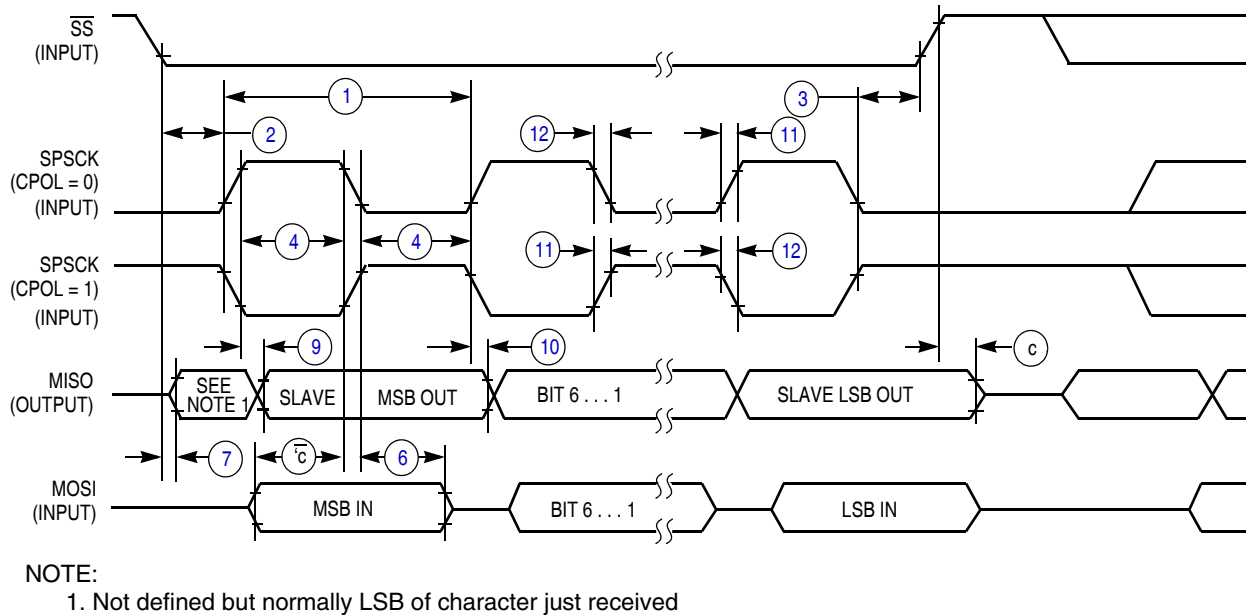 SS
(INPUT)
1
3
2
12
11
SPSCK
(CPOL = 0)
(INPUT)
4
4
11
12
SPSCK
(CPOL = 1)
(INPUT)
9
10
c
MISO
(OUTPUT)
SEE
NOTE 1
SLAVE
MSB OUT
BIT 6 . . . 1
SLAVE LSB OUT
7
‘c
6
MOSI
(INPUT)
MSB IN
BIT 6 . . . 1
LSB IN
NOTE:
1. Not defined but normally LSB of character just received